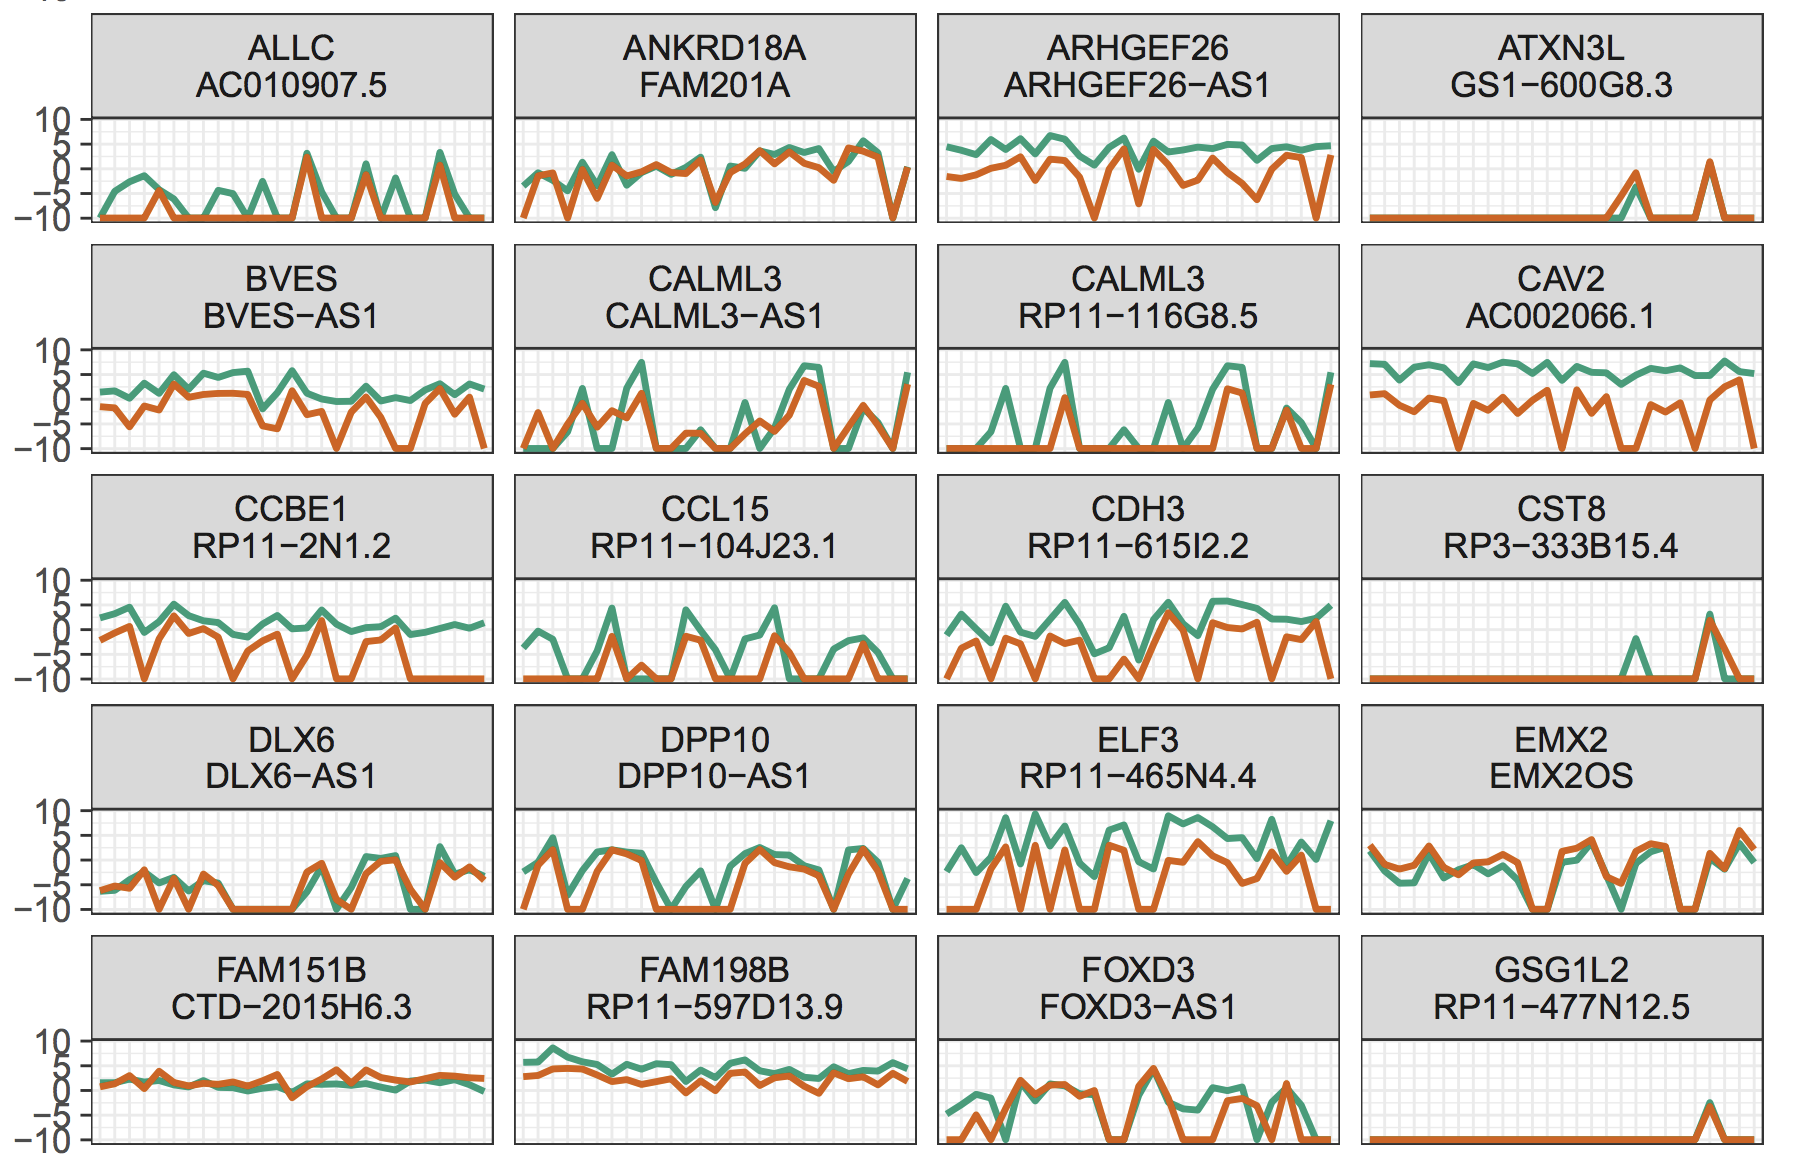 ALLC
AC010907.5
ANKRD18A
FAM201A
ARHGEF26
ARHGEF26−AS1
ATXN3L
GS1−600G8.3
10
5
0
−5
−10
BVES
BVES−AS1
CALML3
CALML3−AS1
CALML3
RP11−116G8.5
CAV2
AC002066.1
10
5
0
−5
−10
CCBE1
RP11−2N1.2
CCL15
RP11−104J23.1
CDH3
RP11−615I2.2
CST8
RP3−333B15.4
10
5
0
−5
−10
DLX6
DLX6−AS1
DPP10
DPP10−AS1
ELF3
RP11−465N4.4
EMX2
EMX2OS
10
5
0
−5
−10
FAM151B
CTD−2015H6.3
FAM198B
RP11−597D13.9
FOXD3
FOXD3−AS1
GSG1L2
RP11−477N12.5
10
5
0
−5
−10